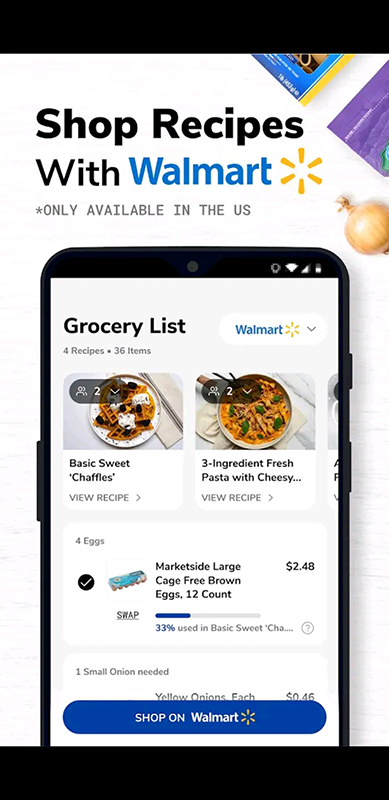 Shop Recipes
With Walmart
*ONLY AVAILABLE IN THE US
Grocery List
Walmart
4 Recipes • 36 Items
2
2
Basic Sweet
‘Chaffles’
VIEW RECIPE
3-Ingredient Fresh
Pasta with Cheesy...
VIEW RECIPE
4 Eggs
Marketside Large
Cage Free Brown
Eggs, 12 Count
$2.48
SWAP
33% used in Basic Sweet ‘Cha....
?
1 Small Onion needed
Yellow Onions, Each
$0.46
SHOP ON Walmart